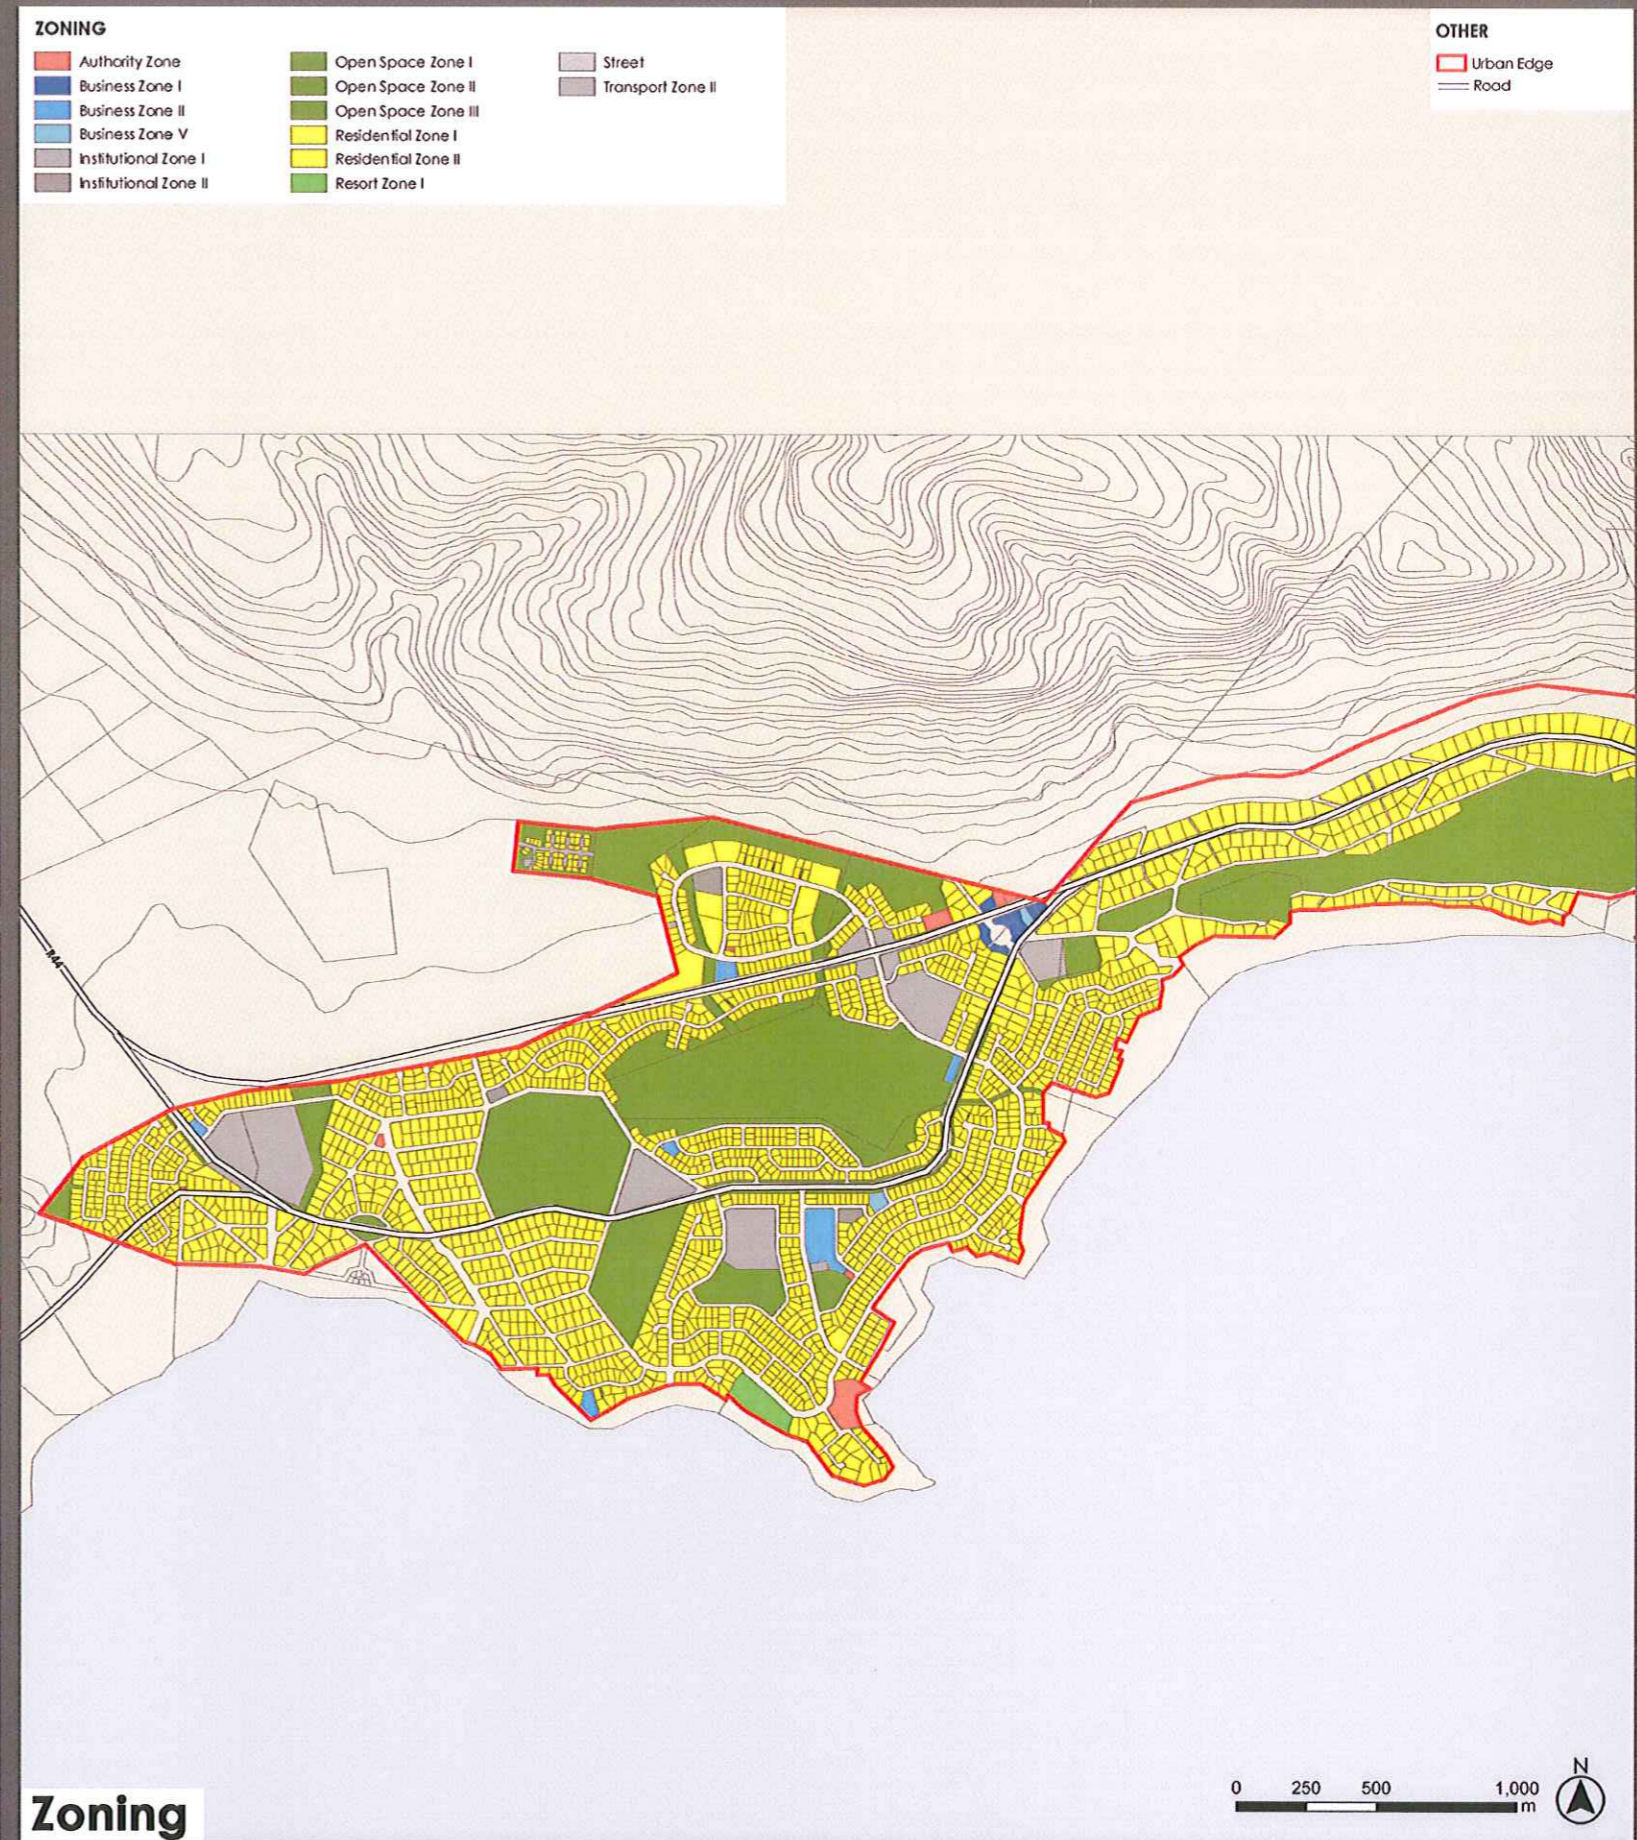 ZONING
Authority Zone
Business Zone I
Business Zone II
Business Zone V
Institutional Zone I
Institutional Zone II
Open Space Zone I
Open Space Zone II
Open Space Zone III
Residential Zone I
Residential Zone II
Resort Zone I
Street
Transport Zone II
OTHER
Urban Edge
Road
R44
Zoning
0 250 500 1,000
m
N